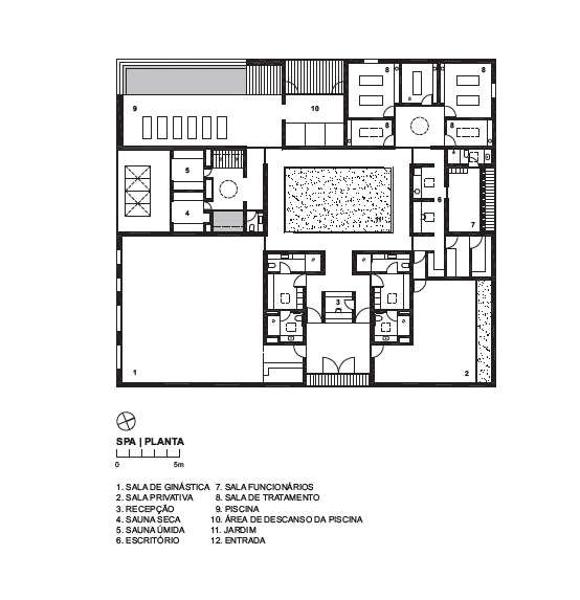 8
8
9
10
8
8
5
6
4
11
7
3
1
2
SPA | PLANTA
0 5m
1. SALA DE GINÁSTICA 7. SALA FUNCIONÁRIOS
2. SALA PRIVATIVA 8. SALA DE TRATAMENTO
3. RECEPÇÃO 9. PISCINA
4. SAUNA SECA 10. ÁREA DE DESCANSO DA PISCINA
5. SAUNA ÚMIDA 11. JARDIM
6. ESCRITÓRIO 12. ENTRADA